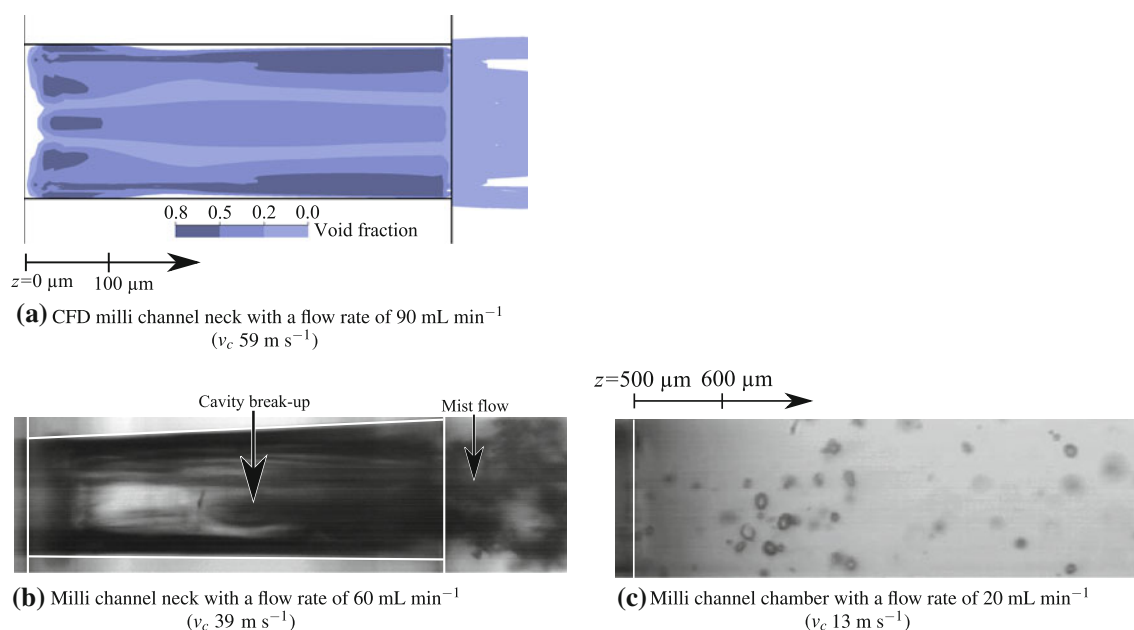 0.8 0.5 0.2 0.0
Void fraction
z=0 µm 100 µm
(a) CFD milli channel neck with a flow rate of 90 mL min−1
(vc 59 m s−1)
Cavity break-up
Mist flow
(b) Milli channel neck with a flow rate of 60 mL min−1
(vc 39 m s−1)
z=500 µm 600 µm
(c) Milli channel chamber with a flow rate of 20 mL min−1
(vc 13 m s−1)